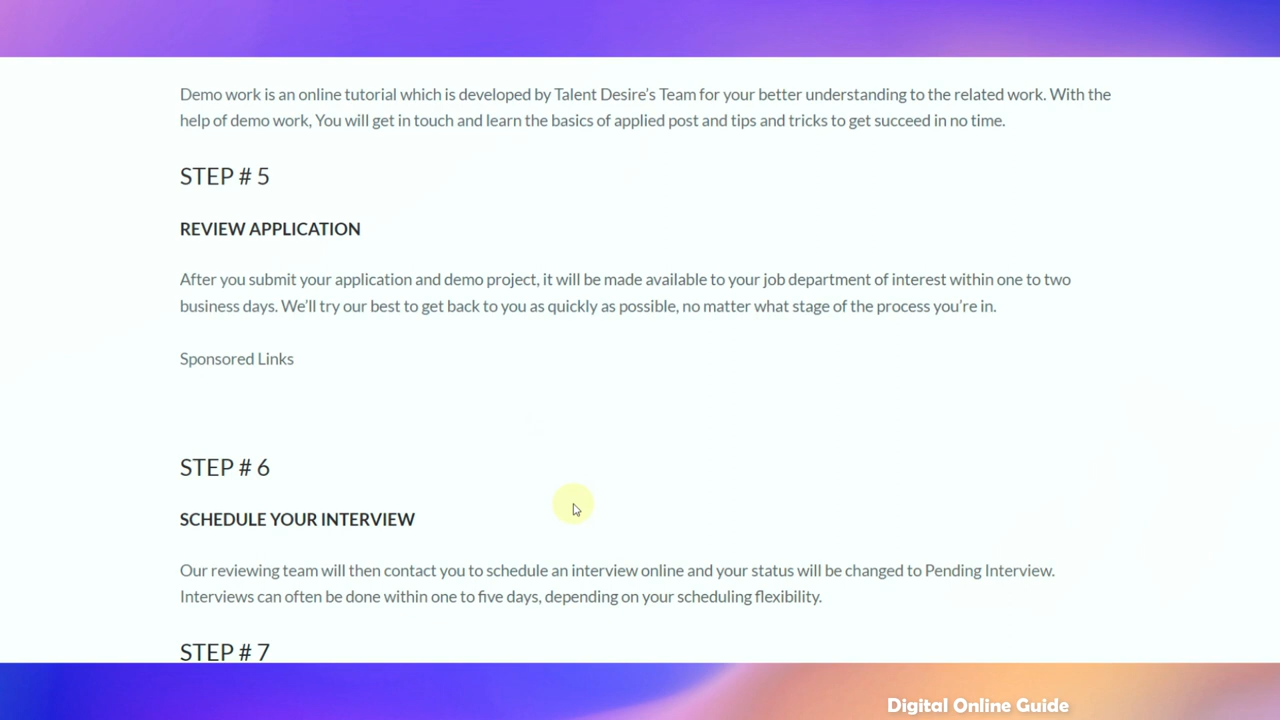 Demo work is an online tutorial which is developed by Talent Desire's Team for your better understanding to the related work. With the
help of demo work, You will get in touch and learn the basics of applied post and tips and tricks to get succeed in no time.
STEP # 5
REVIEW APPLICATION
After you submit your application and demo project, it will be made available to your job department of interest within one to two
business days. We'll try our best to get back to you as quickly as possible, no matter what stage of the process you're in.
Sponsored Links
STEP # 6
SCHEDULE YOUR INTERVIEW
Our reviewing team will then contact you to schedule an interview online and your status will be changed to Pending Interview.
Interviews can often be done within one to five days, depending on your scheduling flexibility.
STEP # 7
Digital Online Guide